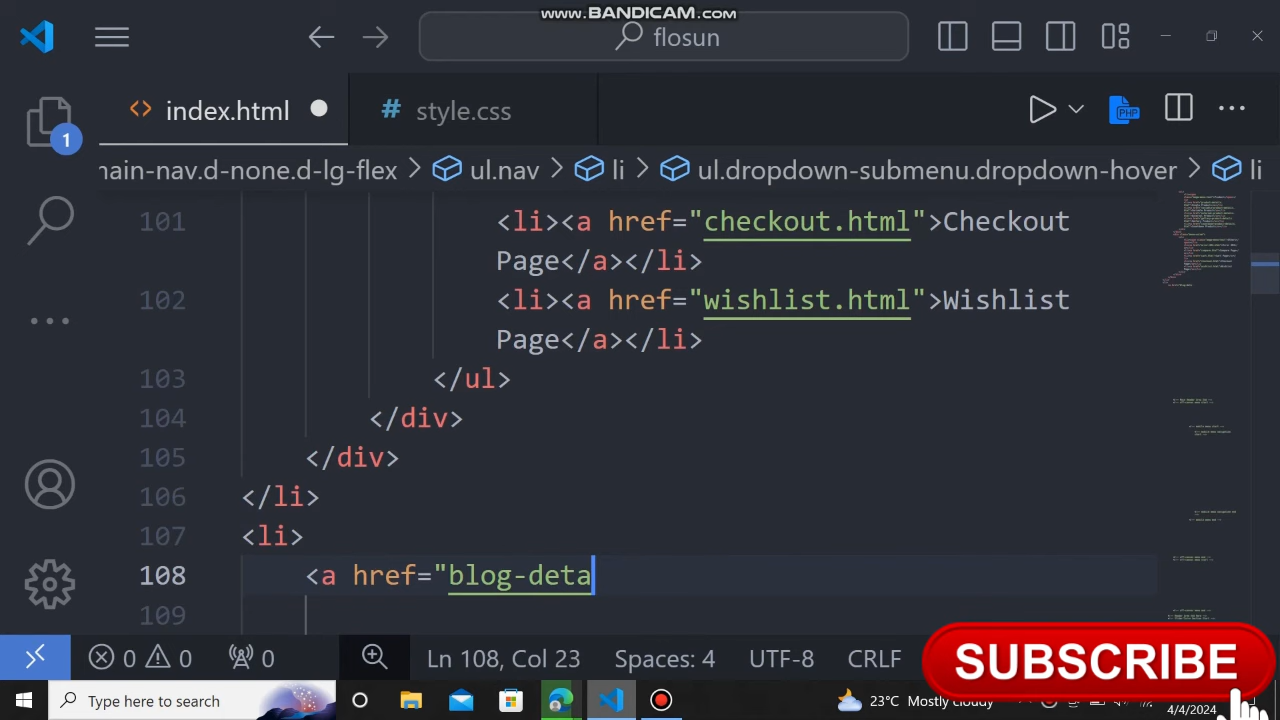 www.BANDICAM.com
flosun
index.html
# style.css
PHP
1
nain-nav.d-none.d-lg-flex > ul.nav > li > ul.dropdown-submenu.dropdown-hover > li
101 <li><a href="checkout.html">Checkout
Page</a></li>
102 <li><a href="wishlist.html">Wishlist
Page</a></li>
103 </ul>
104 </div>
105 </div>
106 </li>
107 <li>
108 <a href="blog-deta
109
0 0 0 Ln 108, Col 23 Spaces: 4 UTF-8 CRLF
SUBSCRIBE
Type here to search
23°C Mostly cloudy
4/4/2024